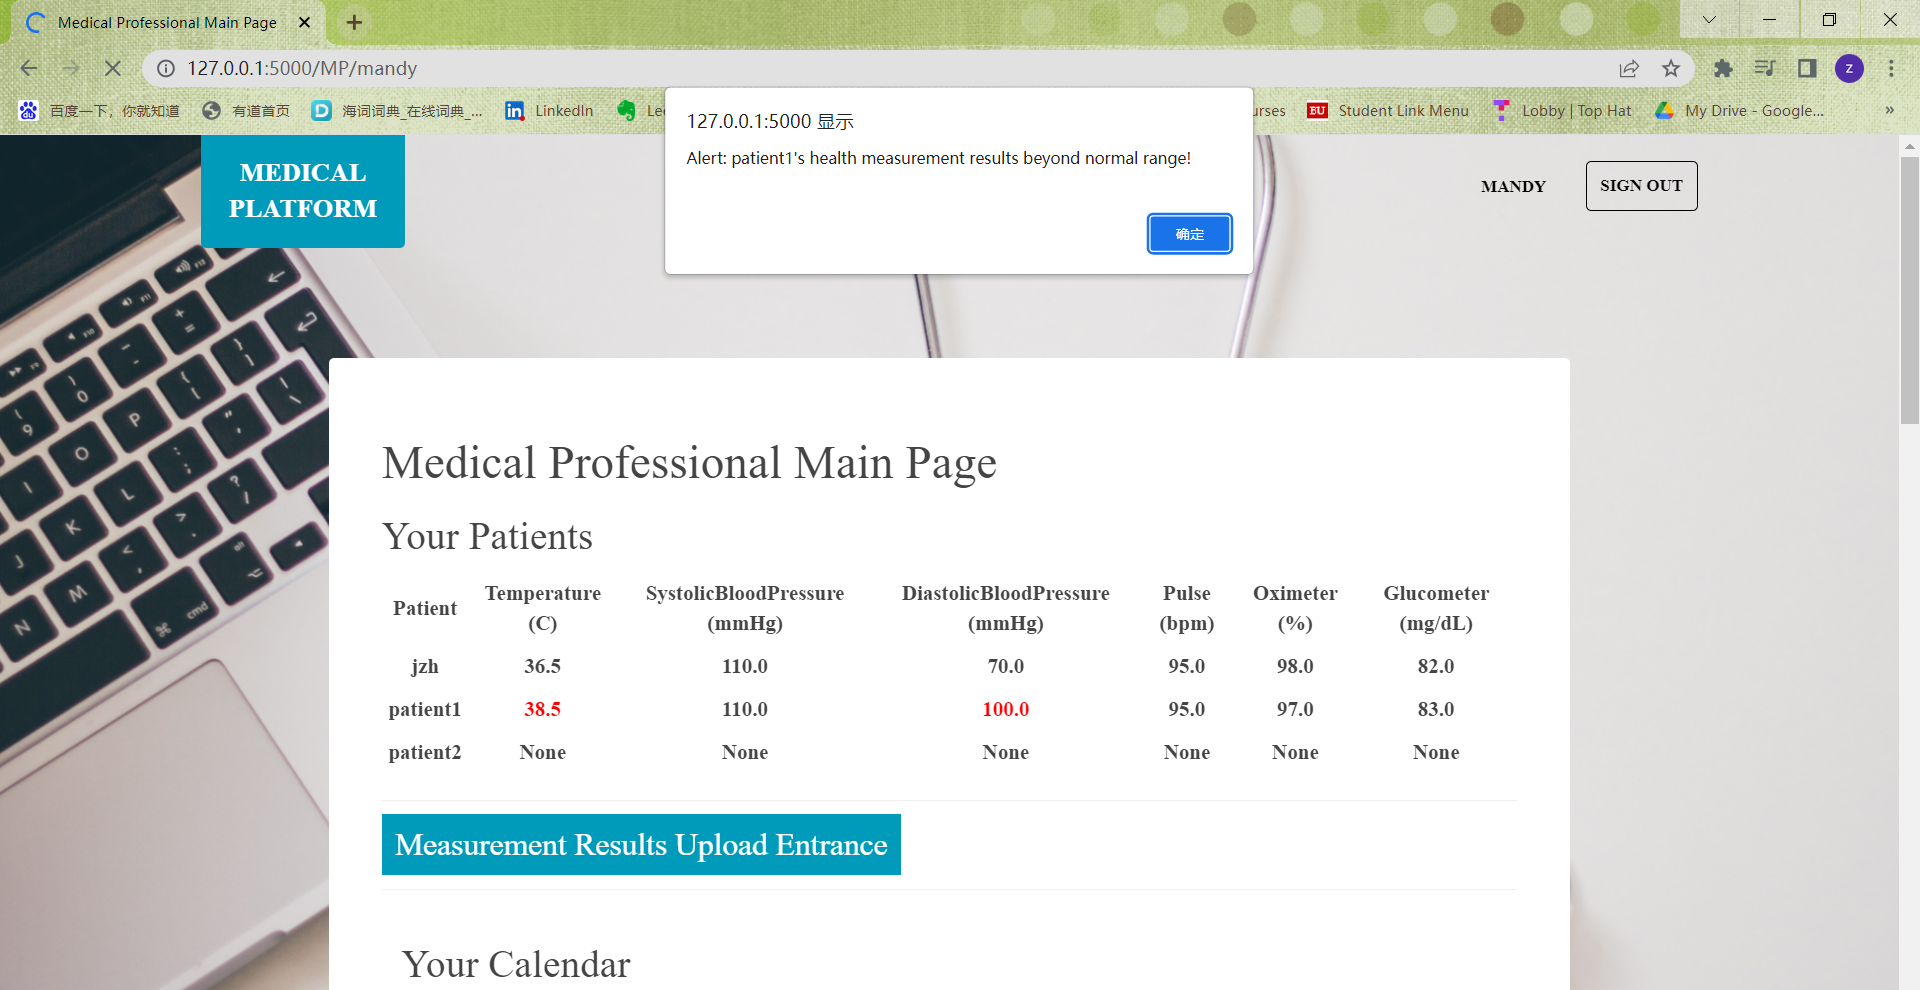 Medical Professional Main Page
127.0.0.1:5000/MP/mandy
Z
百度一下，你就知道
有道首页
海词词典_在线词典_...
LinkedIn
Lee
urses
BU
Student Link Menu
Lobby | Top Hat
My Drive - Google...
»
127.0.0.1:5000 显示
Alert: patient1's health measurement results beyond normal range!
确定
MEDICAL
PLATFORM
MANDY
SIGN OUT
Medical Professional Main Page
Your Patients
Patient Temperature (C) SystolicBloodPressure (mmHg) DiastolicBloodPressure (mmHg) Pulse (bpm) Oximeter (%) Glucometer (mg/dL)
jzh 36.5 110.0 70.0 95.0 98.0 82.0
patient1 38.5 110.0 100.0 95.0 97.0 83.0
patient2 None None None None None None
Measurement Results Upload Entrance
Your Calendar